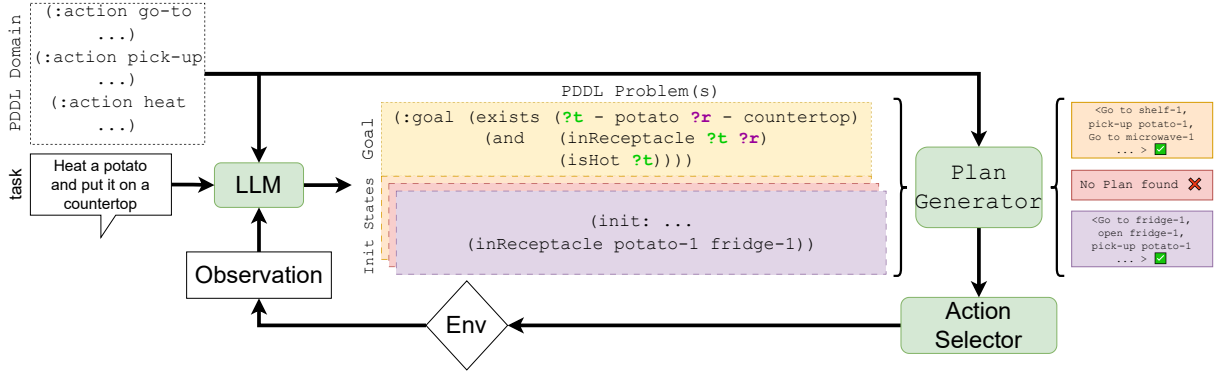 PDDL Domain
(:action go-to
...)
(:action pick-up
...)
(:action heat
...)
task
Heat a potato
and put it on a
countertop
LLM
Observation
PDDL Problem(s)
Goal
(:goal (exists (?t - potato ?r - countertop)
(and (inReceptacle ?t ?r)
(isHot ?t))))
Init States
(init: ...
(inReceptacle potato-1 fridge-1))
Env
Plan
Generator
Action
Selector
<Go to shelf-1,
pick-up potato-1,
Go to microwave-1
... > ✅
No Plan found ❌
<Go to fridge-1,
open fridge-1,
pick-up potato-1
... > ✅